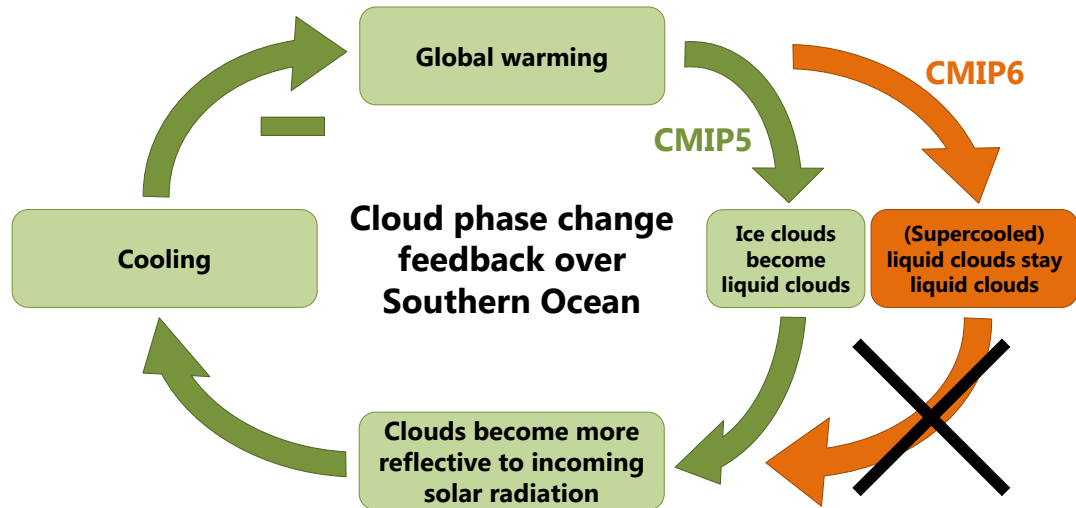 Global warming
CMIP6
CMIP5
Cloud phase change
feedback over
Southern Ocean
Cooling
Ice clouds
become
liquid clouds
(Supercooled)
liquid clouds stay
liquid clouds
Clouds become more
reflective to incoming
solar radiation